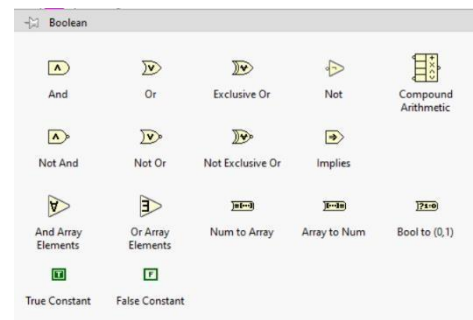 Boolean
And Or Exclusive Or Not Compound Arithmetic
Not And Not Or Not Exclusive Or Implies
And Array Elements Or Array Elements Num to Array Array to Num Bool to (0,1)
True Constant False Constant